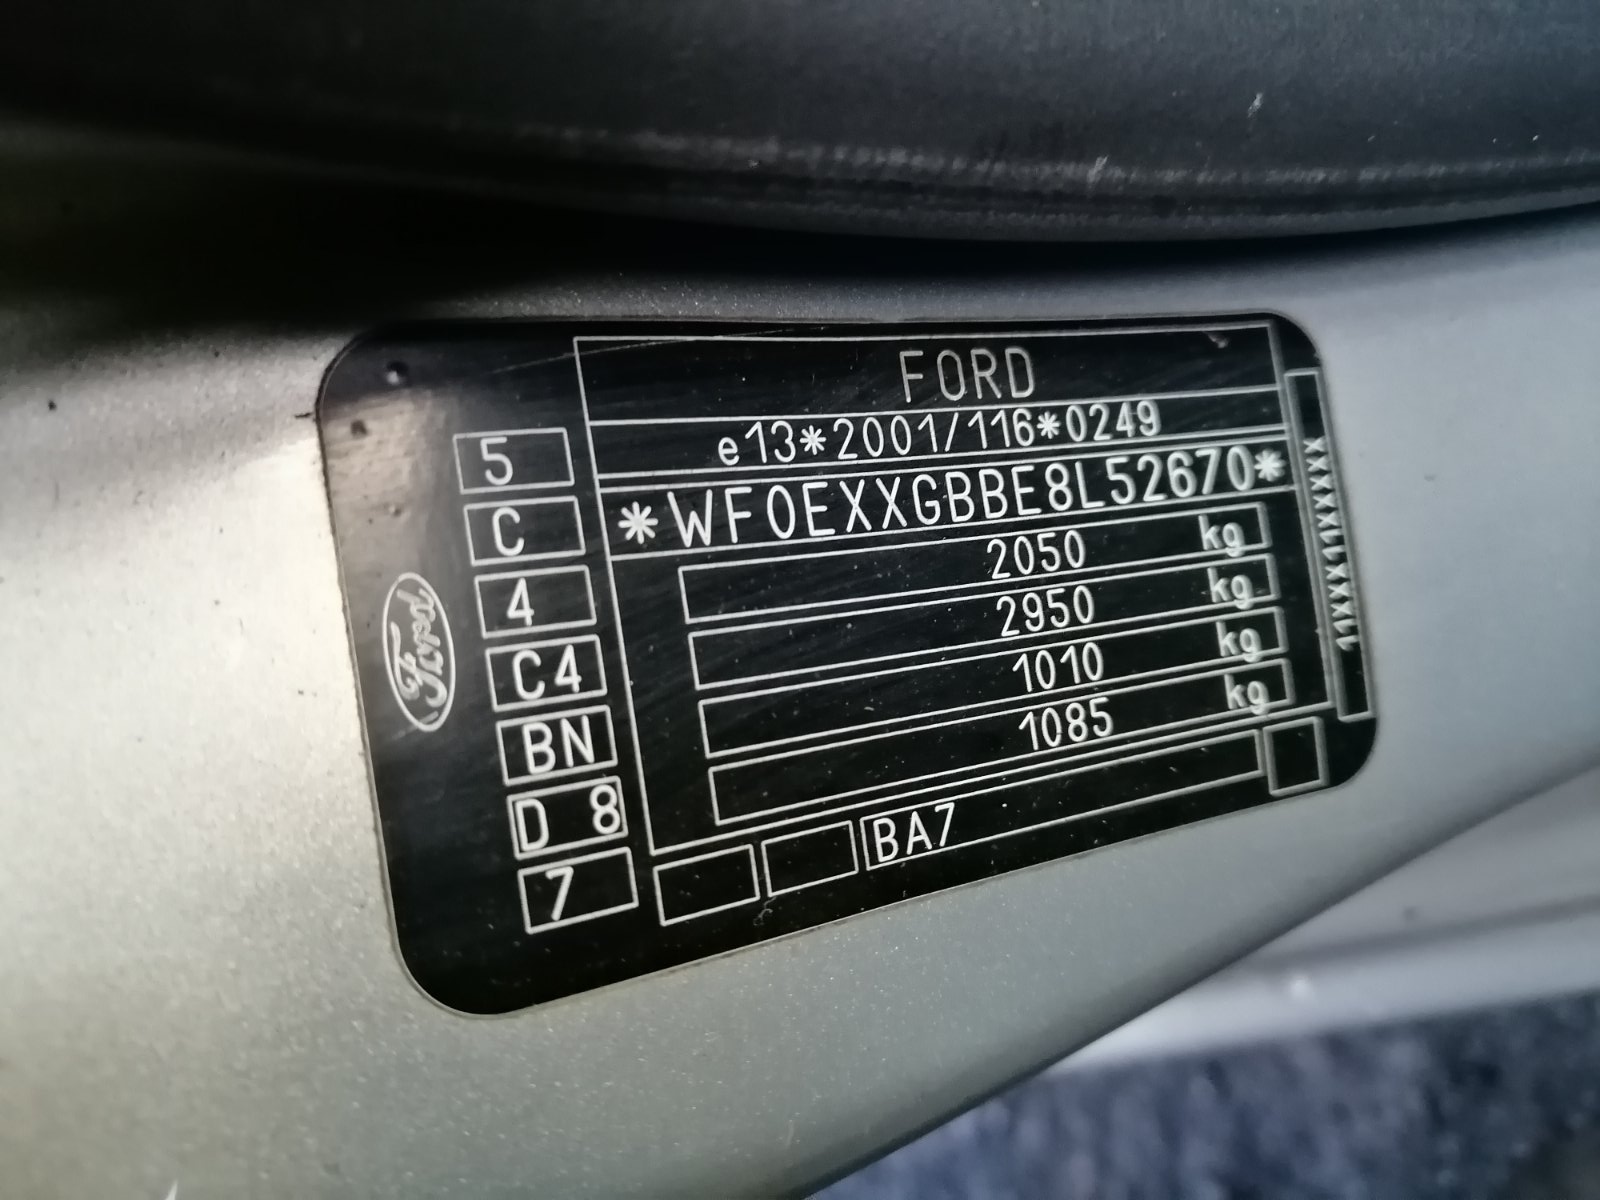 FORD
e13*2001/116*0249
*WF0EXXGBBE8L52670*
2050 kg
2950 kg
1010 kg
1085 kg
BA7
5
C
4
C4
BN
D 8
7
Ford
11XXX11XXXXXX